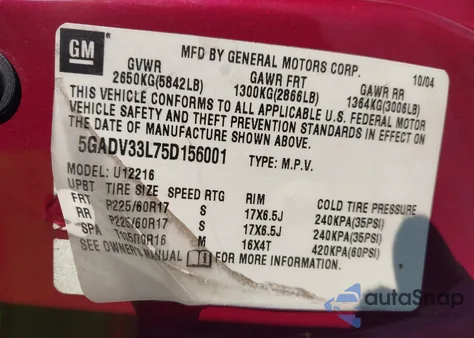 GM
MFD BY GENERAL MOTORS CORP. 10/04
GVWR GAWR FRT GAWR RR
2650KG(5842LB) 1300KG(2866LB) 1364KG(3006LB)
THIS VEHICLE CONFORMS TO ALL APPLICABLE U.S. FEDERAL MOTOR
VEHICLE SAFETY AND THEFT PREVENTION STANDARDS IN EFFECT ON
THE DATE OF MANUFACTURE SHOWN ABOVE.
5GADV33L75D156001 TYPE: M.P.V.
MODEL: U12216
UPBT TIRE SIZE SPEED RTG RIM COLD TIRE PRESSURE
FRT P225/60R17 S 17X6.5J 240KPA(35PSI)
RR P225/60R17 S 17X6.5J 240KPA(35PSI)
SPA /70R16 M 16X4T 420KPA(60PSI)
SEE OWNER'S MANUAL FOR MORE INFORMATION.
autosnap